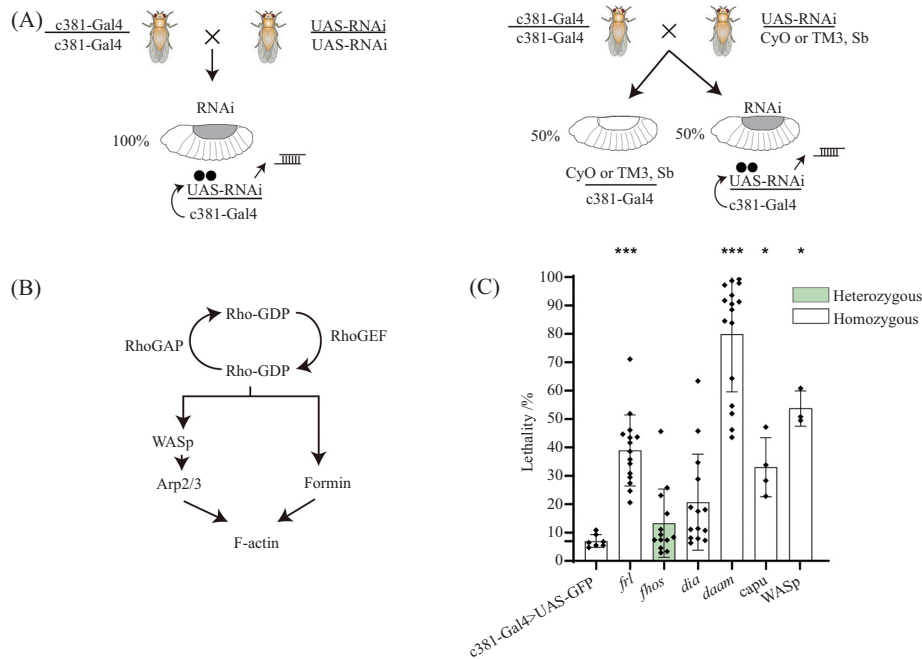 (A)
c381-Gal4
c381-Gal4
UAS-RNAi
UAS-RNAi
RNAi
100%
UAS-RNAi
c381-Gal4
c381-Gal4
c381-Gal4
UAS-RNAi
CyO or TM3, Sb
50%
CyO or TM3, Sb
c381-Gal4
RNAi
50%
UAS-RNAi
c381-Gal4
(B)
Rho-GDP
RhoGAP
RhoGEF
Rho-GDP
WASp
Arp2/3
Formin
F-actin
(C)
*** *** * *
Heterozygous
Homozygous
Lethality /%
100
90
80
70
60
50
40
30
20
10
0
c381-Gal4>UAS-GFP
frl
fhos
dia
daam
capu
WASp